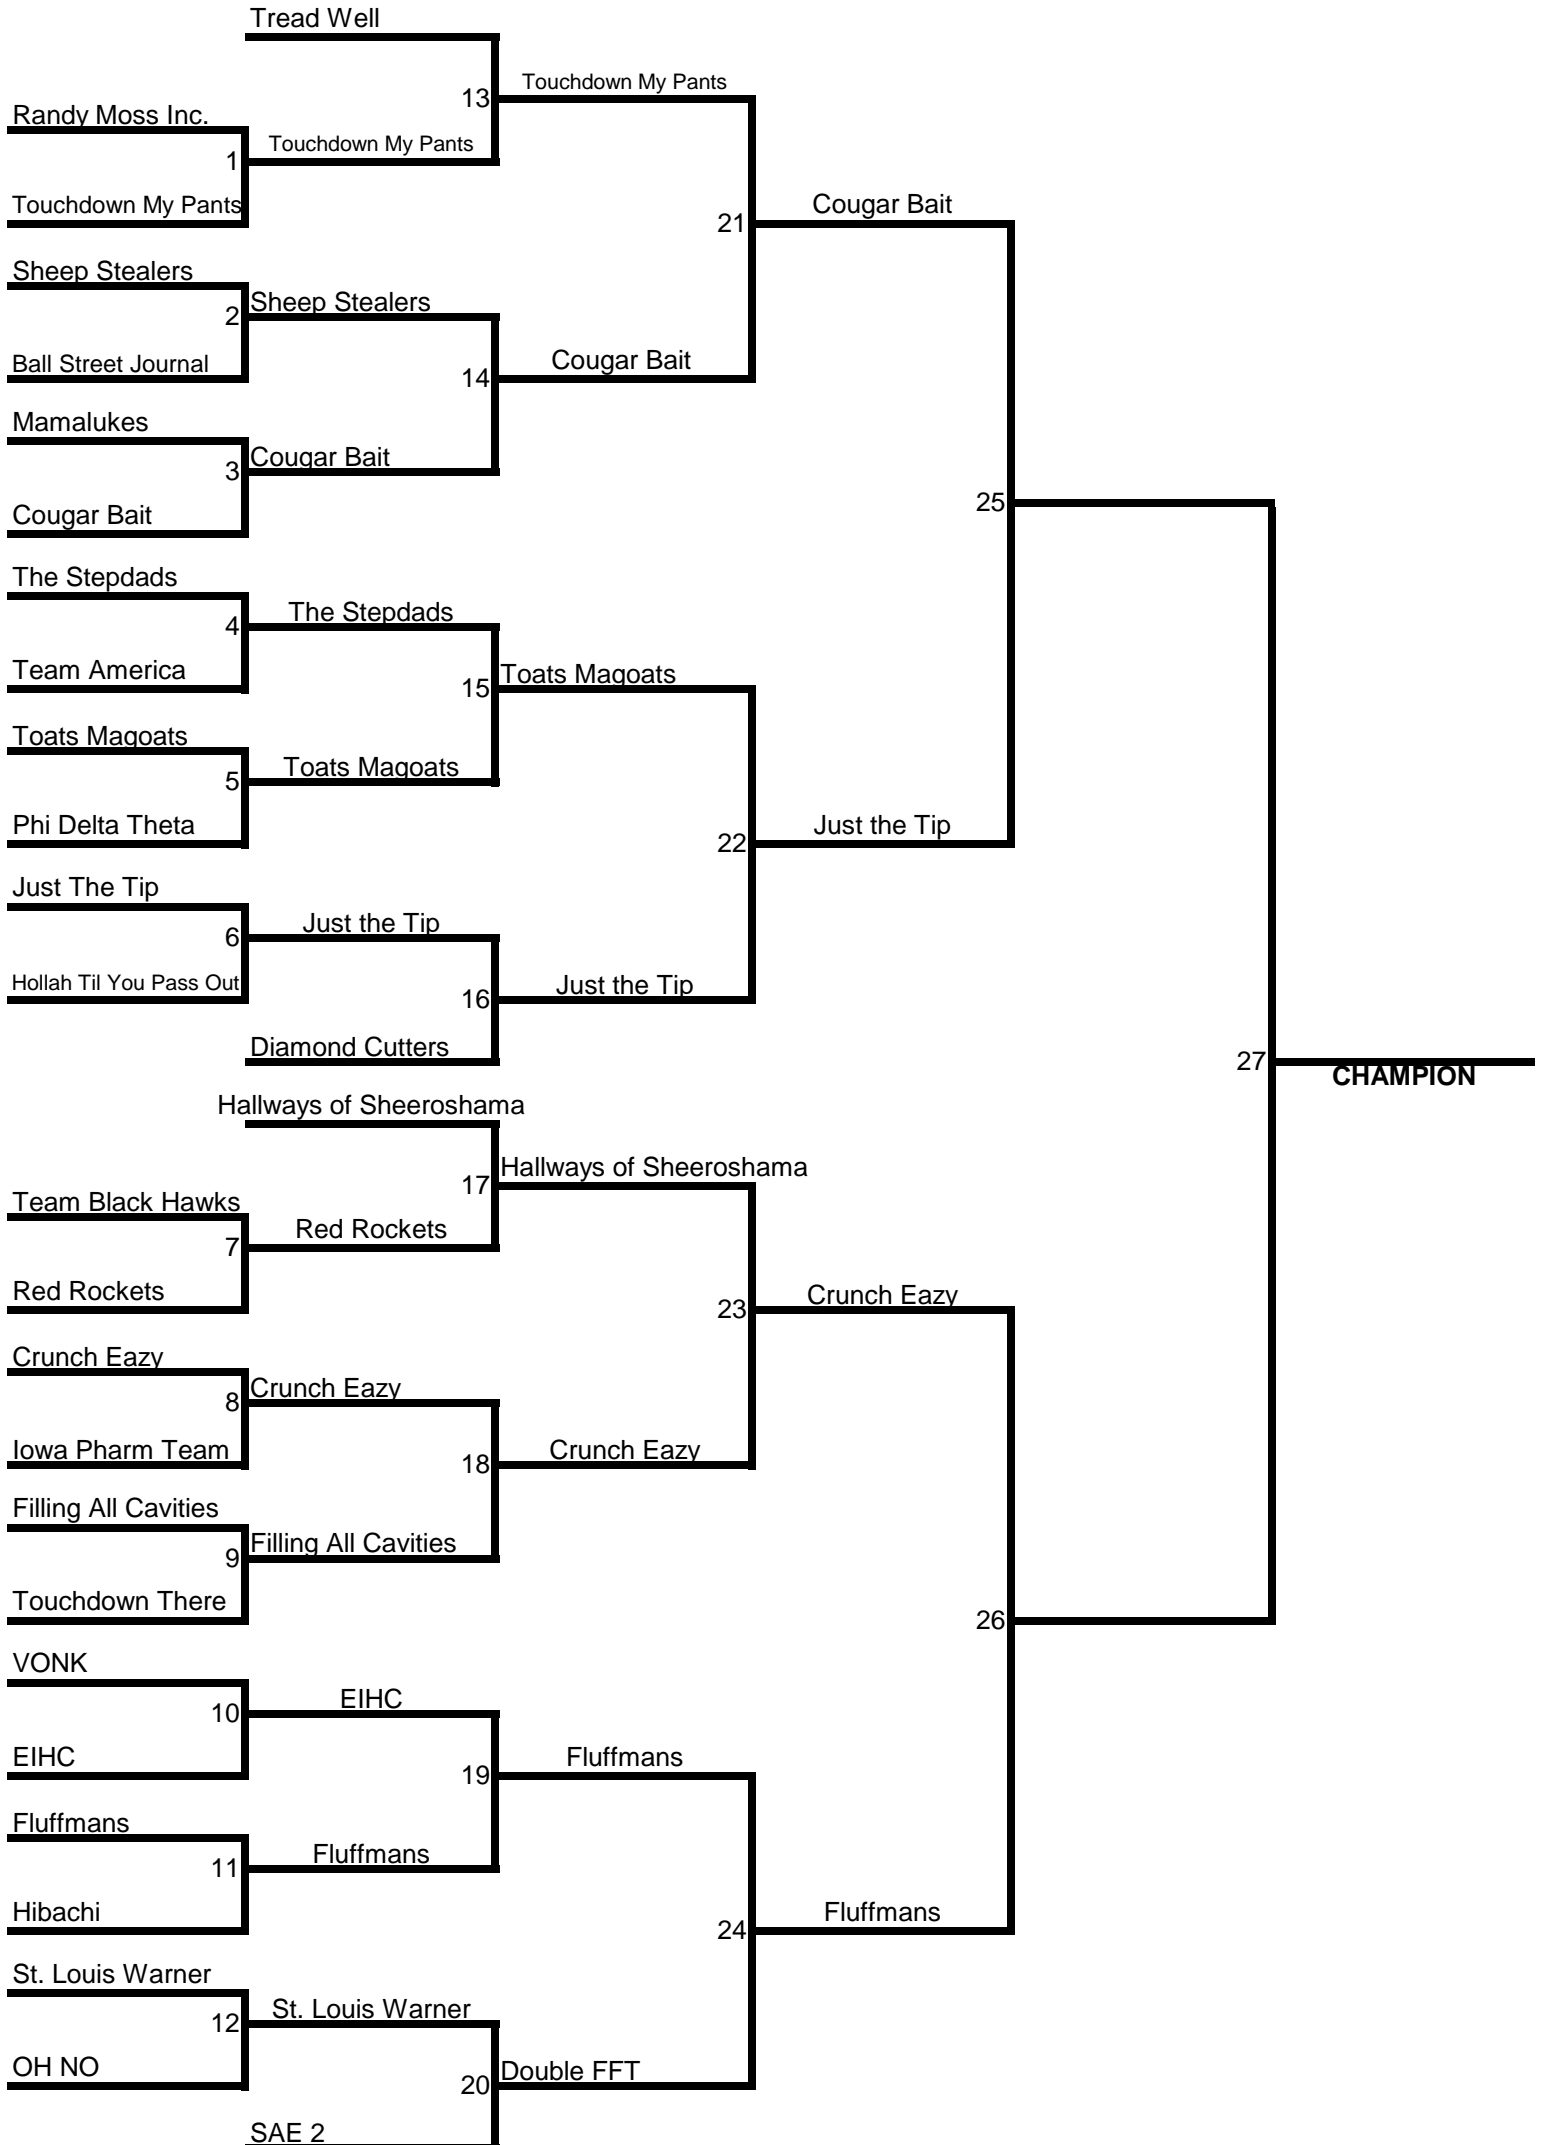 Tread Well
13
Touchdown My Pants
Randy Moss Inc.
1
Touchdown My Pants
Touchdown My Pants
21
Cougar Bait
Sheep Stealers
2
Sheep Stealers
Ball Street Journal
14
Cougar Bait
Mamalukes
3
Cougar Bait
Cougar Bait
25
The Stepdads
4
The Stepdads
Team America
15
Toats Magoats
Toats Magoats
5
Toats Magoats
Phi Delta Theta
22
Just the Tip
Just The Tip
6
Just the Tip
Hollah Til You Pass Out
16
Just the Tip
Diamond Cutters
27
CHAMPION
Hallways of Sheeroshama
17
Hallways of Sheeroshama
Team Black Hawks
7
Red Rockets
Red Rockets
23
Crunch Eazy
Crunch Eazy
8
Crunch Eazy
Iowa Pharm Team
18
Crunch Eazy
Filling All Cavities
9
Filling All Cavities
Touchdown There
26
VONK
10
EIHC
EIHC
19
Fluffmans
Fluffmans
11
Fluffmans
Hibachi
24
Fluffmans
St. Louis Warner
12
St. Louis Warner
OH NO
20
Double FFT
SAE 2